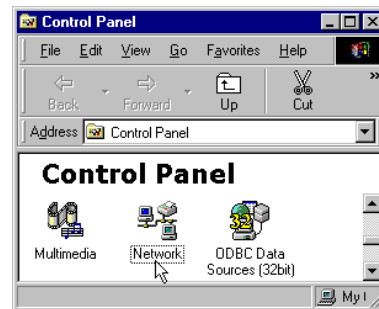 Control Panel
File Edit View Go Favorites Help
Back Forward Up Cut
Address Control Panel
Control Panel
Multimedia Network ODBC Data Sources (32bit)
My